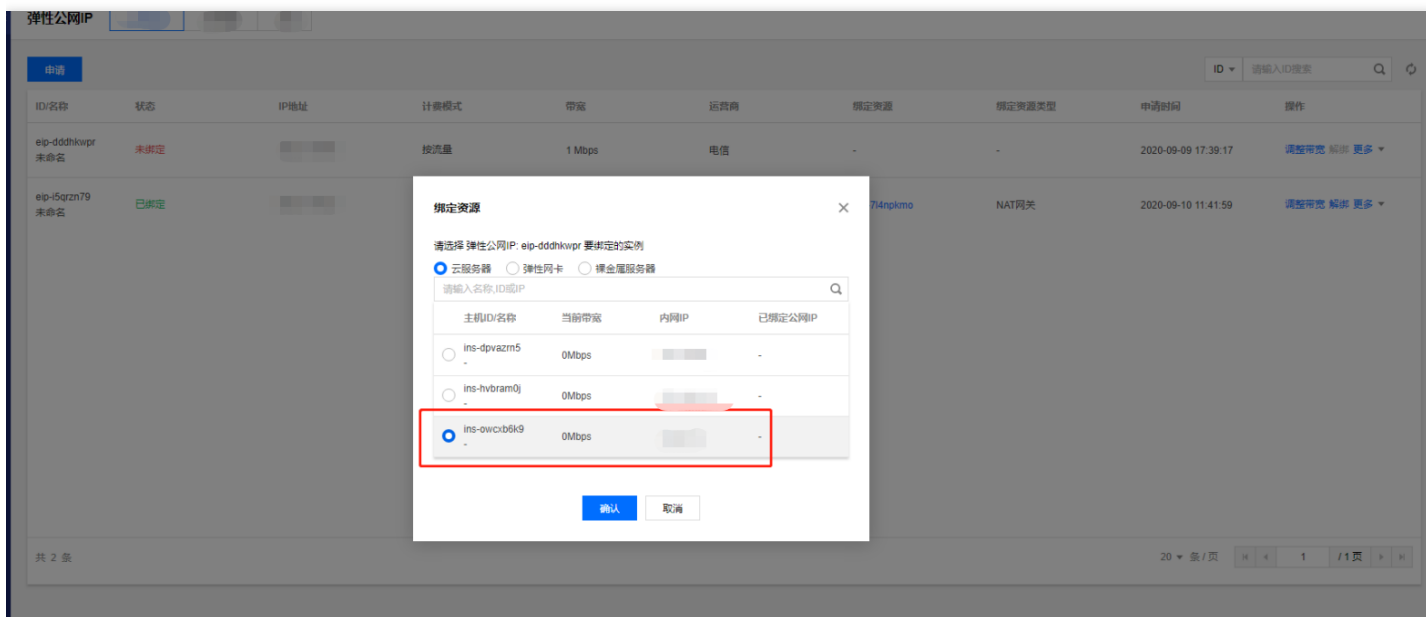 弹性公网IP
申请
ID
请输入ID搜索
ID/名称 状态 IP地址 计费模式 带宽 运营商 绑定资源 绑定资源类型 申请时间 操作
eip-dddhkwpr
未命名
未绑定 按流量 1 Mbps 电信 - - 2020-09-09 17:39:17 调整带宽 解绑 更多
eip-i5qrzn79
未命名
已绑定 7l4npkmo NAT网关 2020-09-10 11:41:59 调整带宽 解绑 更多
绑定资源
请选择 弹性公网IP: eip-dddhkwpr 要绑定的实例
云服务器 弹性网卡 裸金属服务器
请输入名称,ID或IP
主机ID/名称 当前带宽 内网IP 已绑定公网IP
ins-dpvazm5
-
0Mbps -
ins-hvbram0j
-
0Mbps -
ins-owcxb6k9
-
0Mbps -
确认 取消
共 2 条
20 条/页 1 /1页